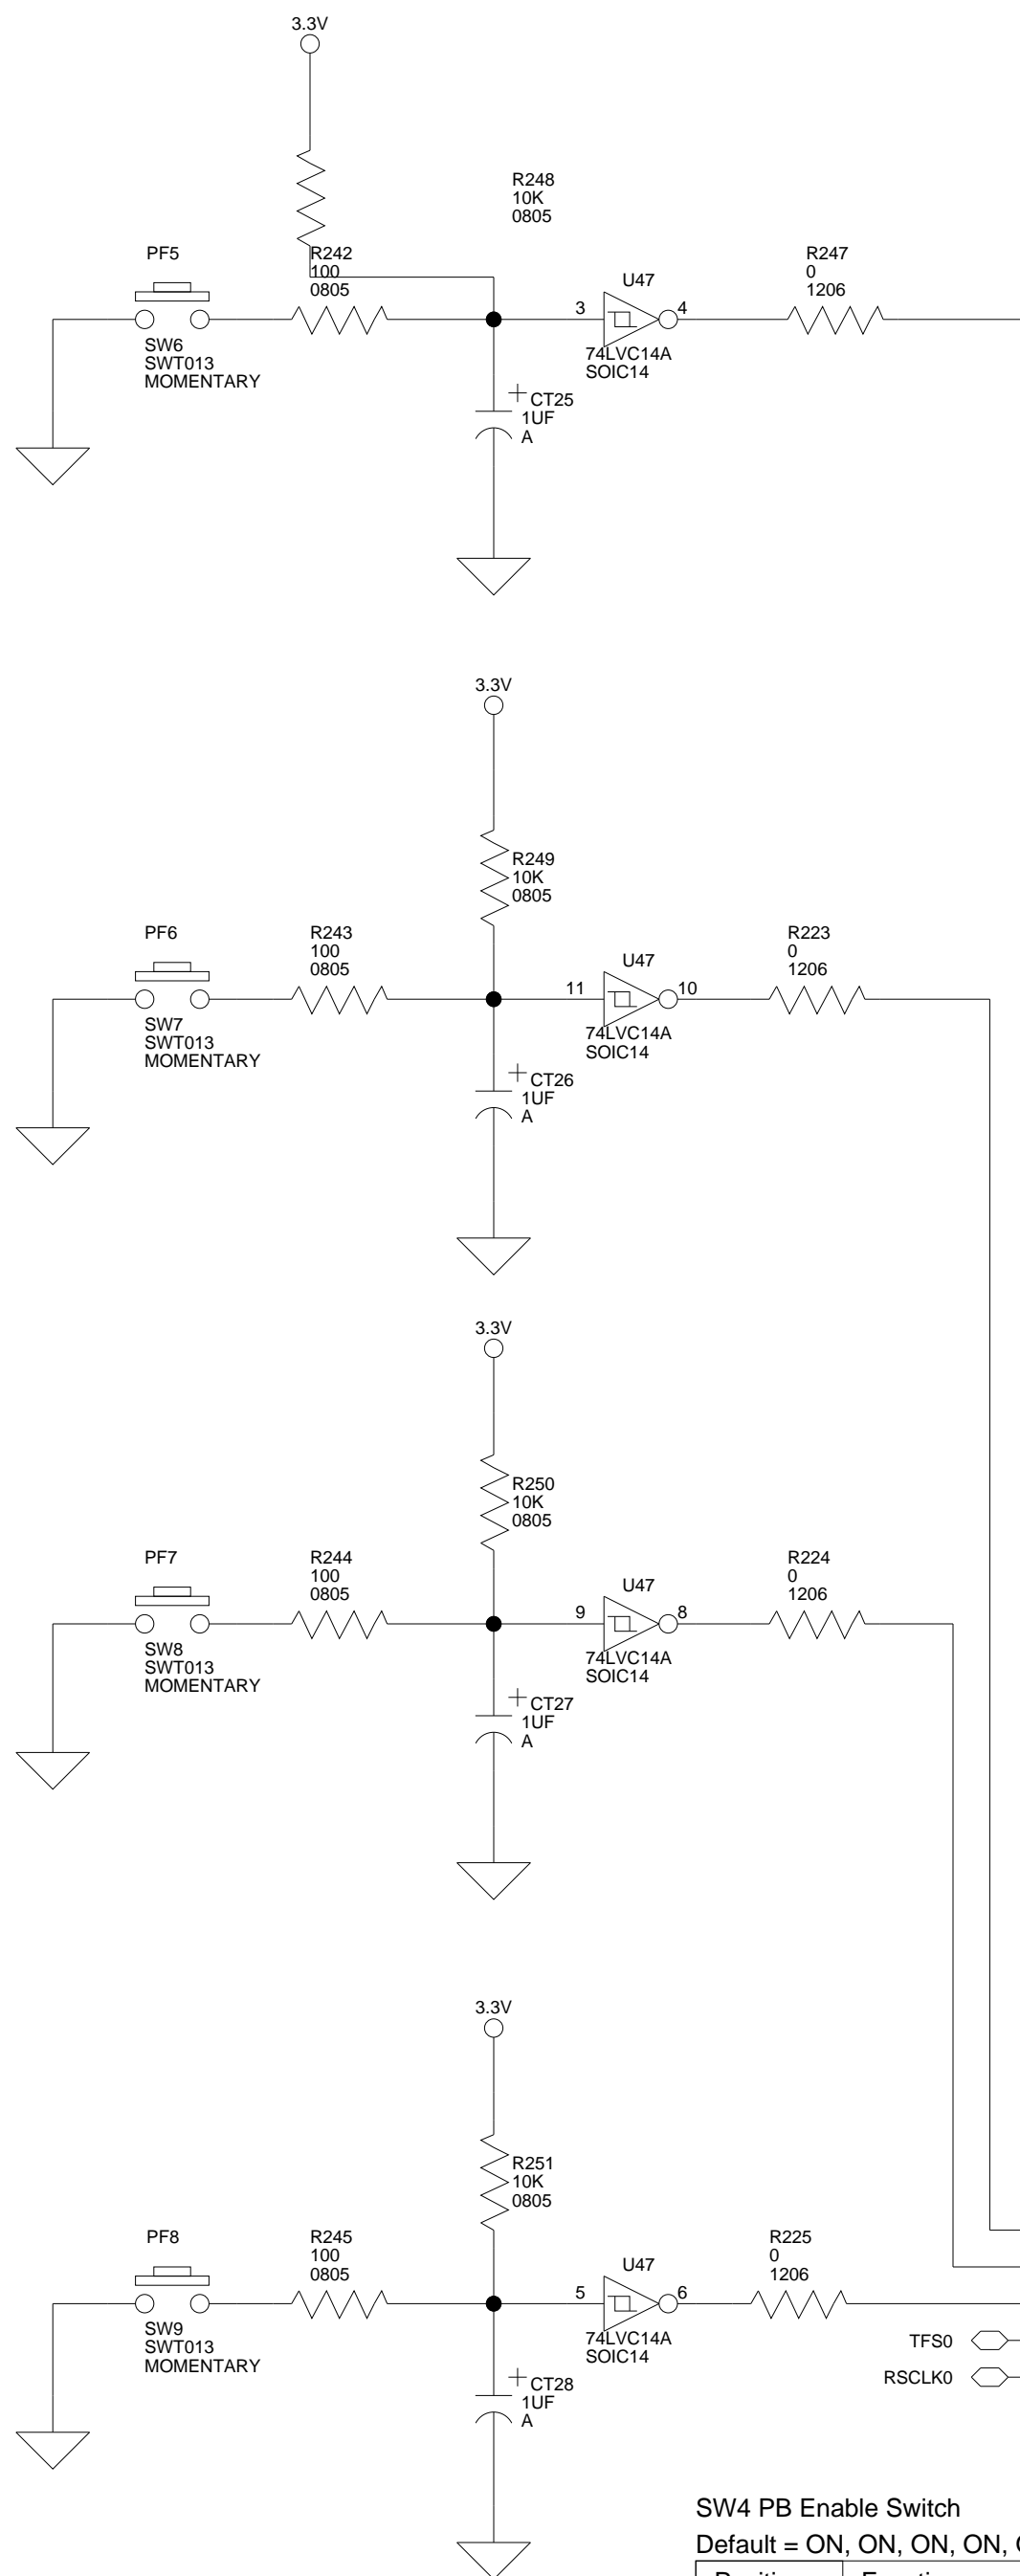 3.3V
R248
10K
0805
PF5
R242
100
0805
U47
R247
0
1206
3
4
SW6
SWT013
MOMENTARY
74LVC14A
SOIC14
CT25
1UF
A
3.3V
R249
10K
0805
PF6
R243
100
0805
U47
R223
0
1206
11
10
SW7
SWT013
MOMENTARY
74LVC14A
SOIC14
CT26
1UF
A
3.3V
R250
10K
0805
PF7
R244
100
0805
U47
R224
0
1206
9
8
SW8
SWT013
MOMENTARY
74LVC14A
SOIC14
CT27
1UF
A
3.3V
R251
10K
0805
PF8
R245
100
0805
U47
R225
0
1206
5
6
SW9
SWT013
MOMENTARY
74LVC14A
SOIC14
TFS0
RSCLK0
CT28
1UF
A
SW4 PB Enable Switch
Default = ON, ON, ON, ON,